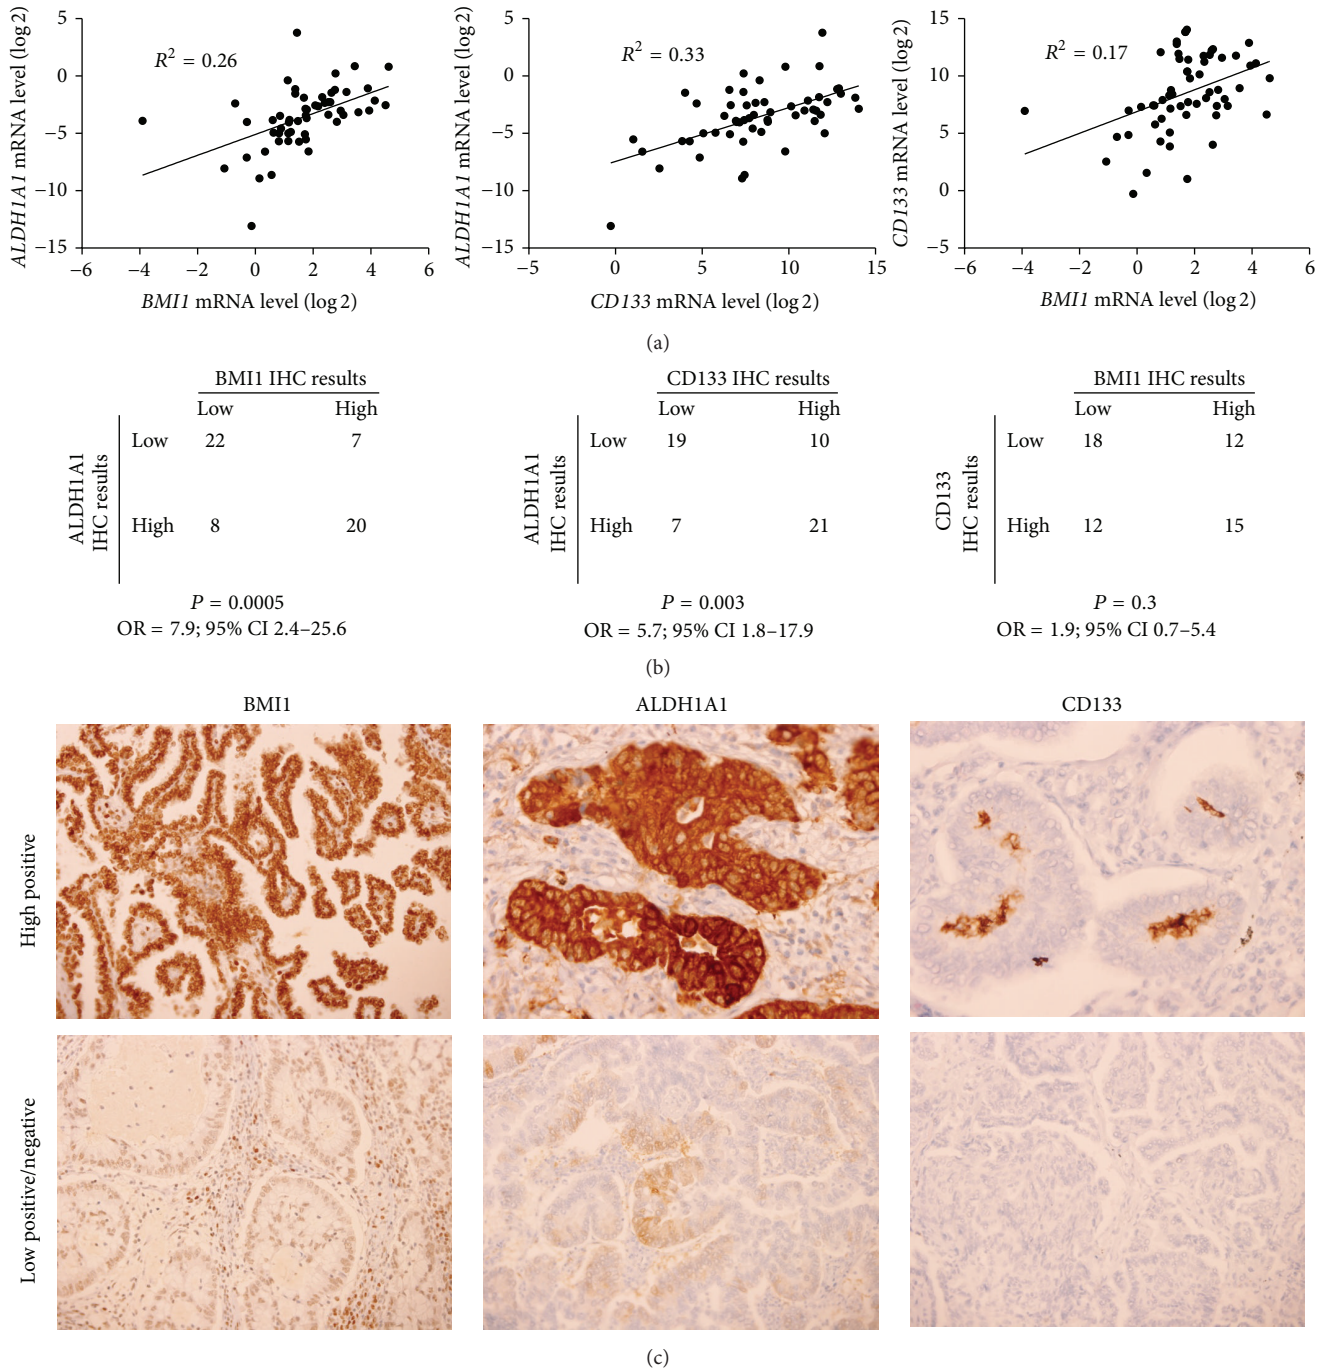 5
0
−5
−10
−15
−6
−4
−2
0
2
4
6
R² = 0.26
ALDH1A1 mRNA level (log 2)
BMI1 mRNA level (log 2)
5
0
−5
−10
−15
−5
0
5
10
15
R² = 0.33
ALDH1A1 mRNA level (log 2)
CD133 mRNA level (log 2)
15
10
5
0
−5
−6
−4
−2
0
2
4
6
R² = 0.17
CD133 mRNA level (log 2)
BMI1 mRNA level (log 2)
(a)
BMI1 IHC results
Low High
ALDH1A1
IHC results
Low 22 7
High 8 20
P = 0.0005
OR = 7.9; 95% CI 2.4–25.6
CD133 IHC results
Low High
ALDH1A1
IHC results
Low 19 10
High 7 21
P = 0.003
OR = 5.7; 95% CI 1.8–17.9
BMI1 IHC results
Low High
CD133
IHC results
Low 18 12
High 12 15
P = 0.3
OR = 1.9; 95% CI 0.7–5.4
(b)
BMI1
ALDH1A1
CD133
High positive
Low positive/negative
(c)